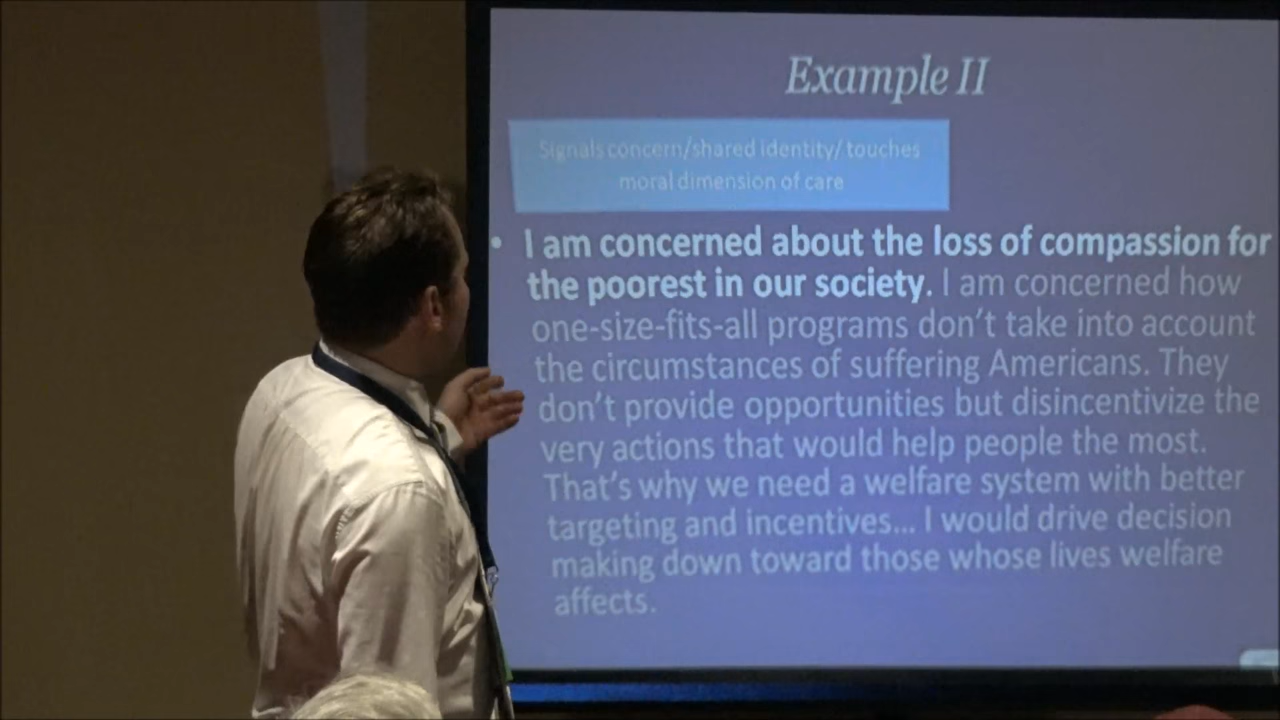 Example II
Signals concern/shared identity/ touches
moral dimension of care
• I am concerned about the loss of compassion for
the poorest in our society. I am concerned how
one-size-fits-all programs don't take into account
the circumstances of suffering Americans. They
don't provide opportunities but disincentivize the
very actions that would help people the most.
That's why we need a welfare system with better
targeting and incentives... I would drive decision
making down toward those whose lives welfare
affects.